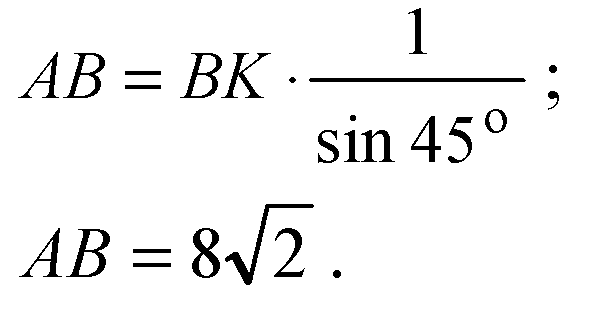 AB = BK · 1 / sin 45° ;
AB = 8√2 .